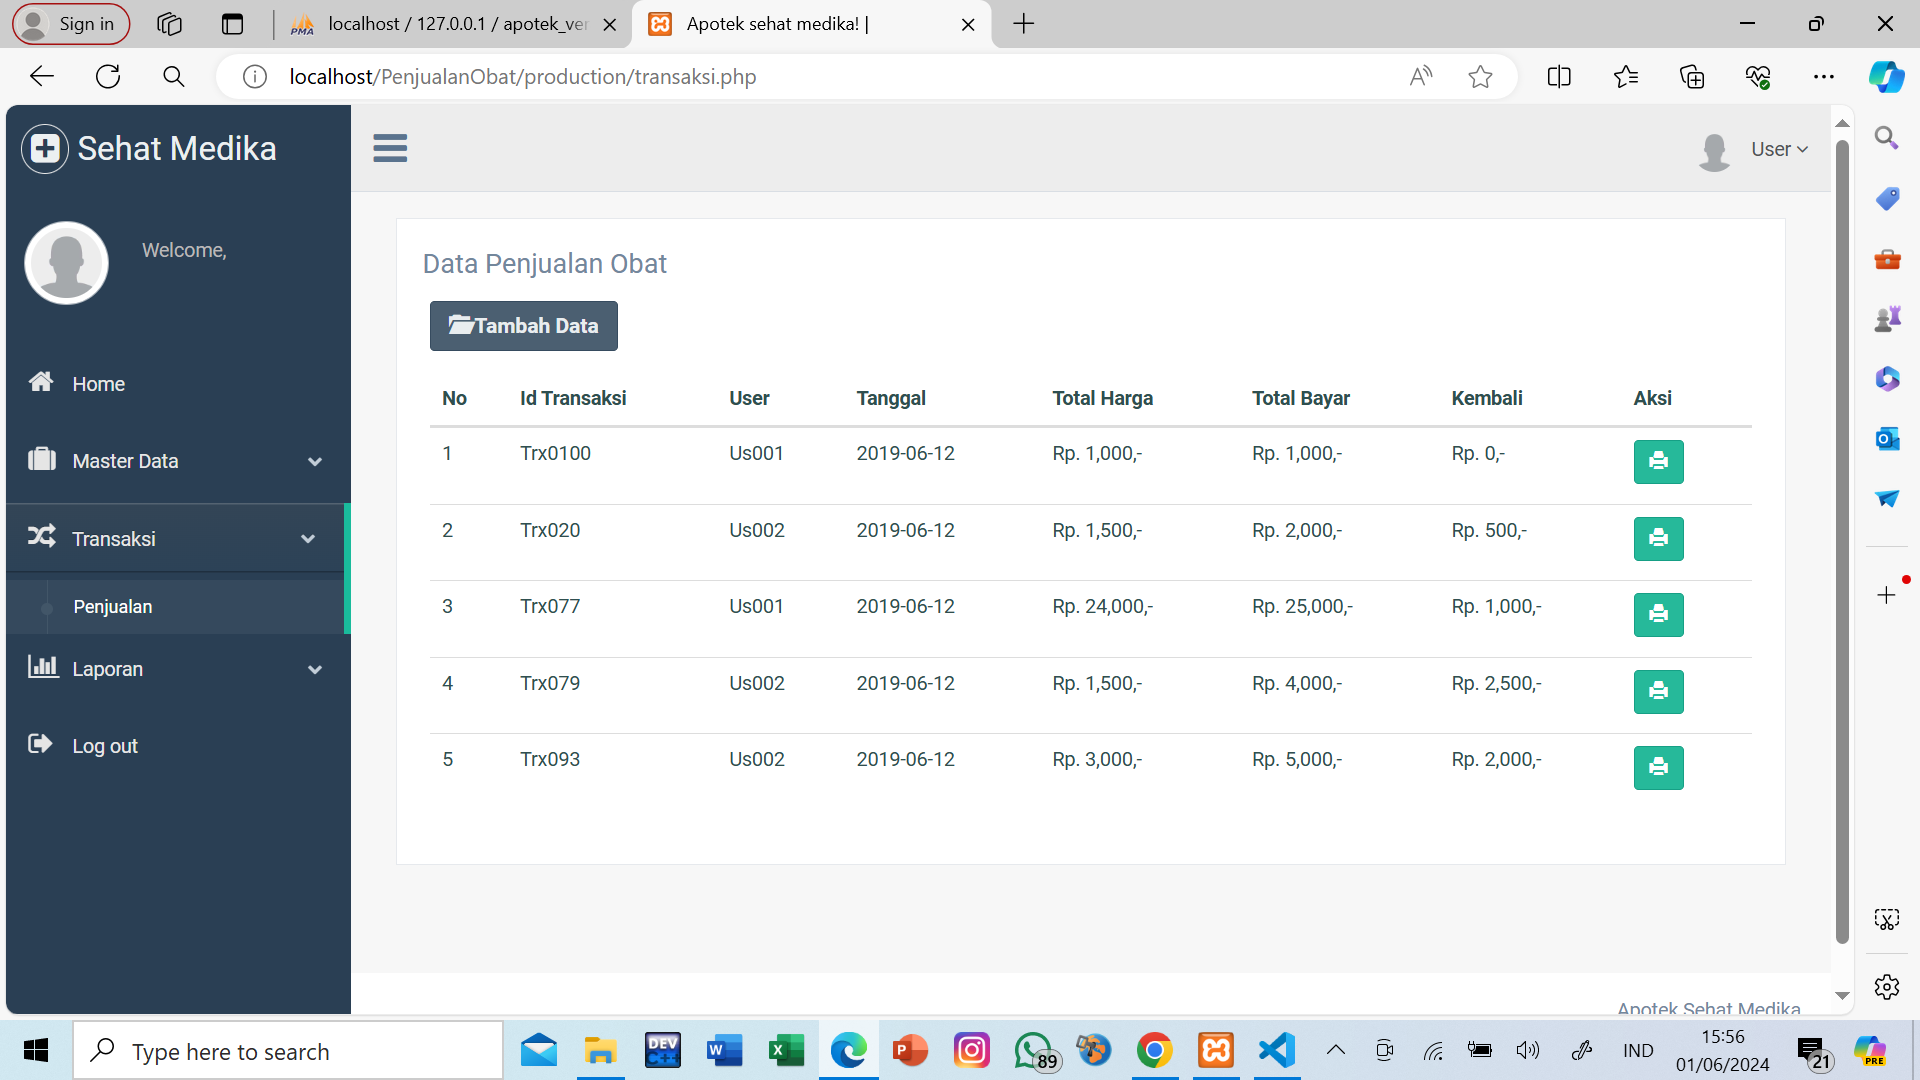 Sign in
PMA
localhost / 127.0.0.1 / apotek_ver
Apotek sehat medika! |
localhost/PenjualanObat/production/transaksi.php
Sehat Medika
User
Welcome,
Data Penjualan Obat
Tambah Data
No Id Transaksi User Tanggal Total Harga Total Bayar Kembali Aksi
1 Trx0100 Us001 2019-06-12 Rp. 1,000,- Rp. 1,000,- Rp. 0,-
2 Trx020 Us002 2019-06-12 Rp. 1,500,- Rp. 2,000,- Rp. 500,-
3 Trx077 Us001 2019-06-12 Rp. 24,000,- Rp. 25,000,- Rp. 1,000,-
4 Trx079 Us002 2019-06-12 Rp. 1,500,- Rp. 4,000,- Rp. 2,500,-
5 Trx093 Us002 2019-06-12 Rp. 3,000,- Rp. 5,000,- Rp. 2,000,-
Home
Master Data
Transaksi
Penjualan
Laporan
Log out
Apotek Sehat Medika
Type here to search
DEV
C++
89
IND
15:56
01/06/2024
21
PRE